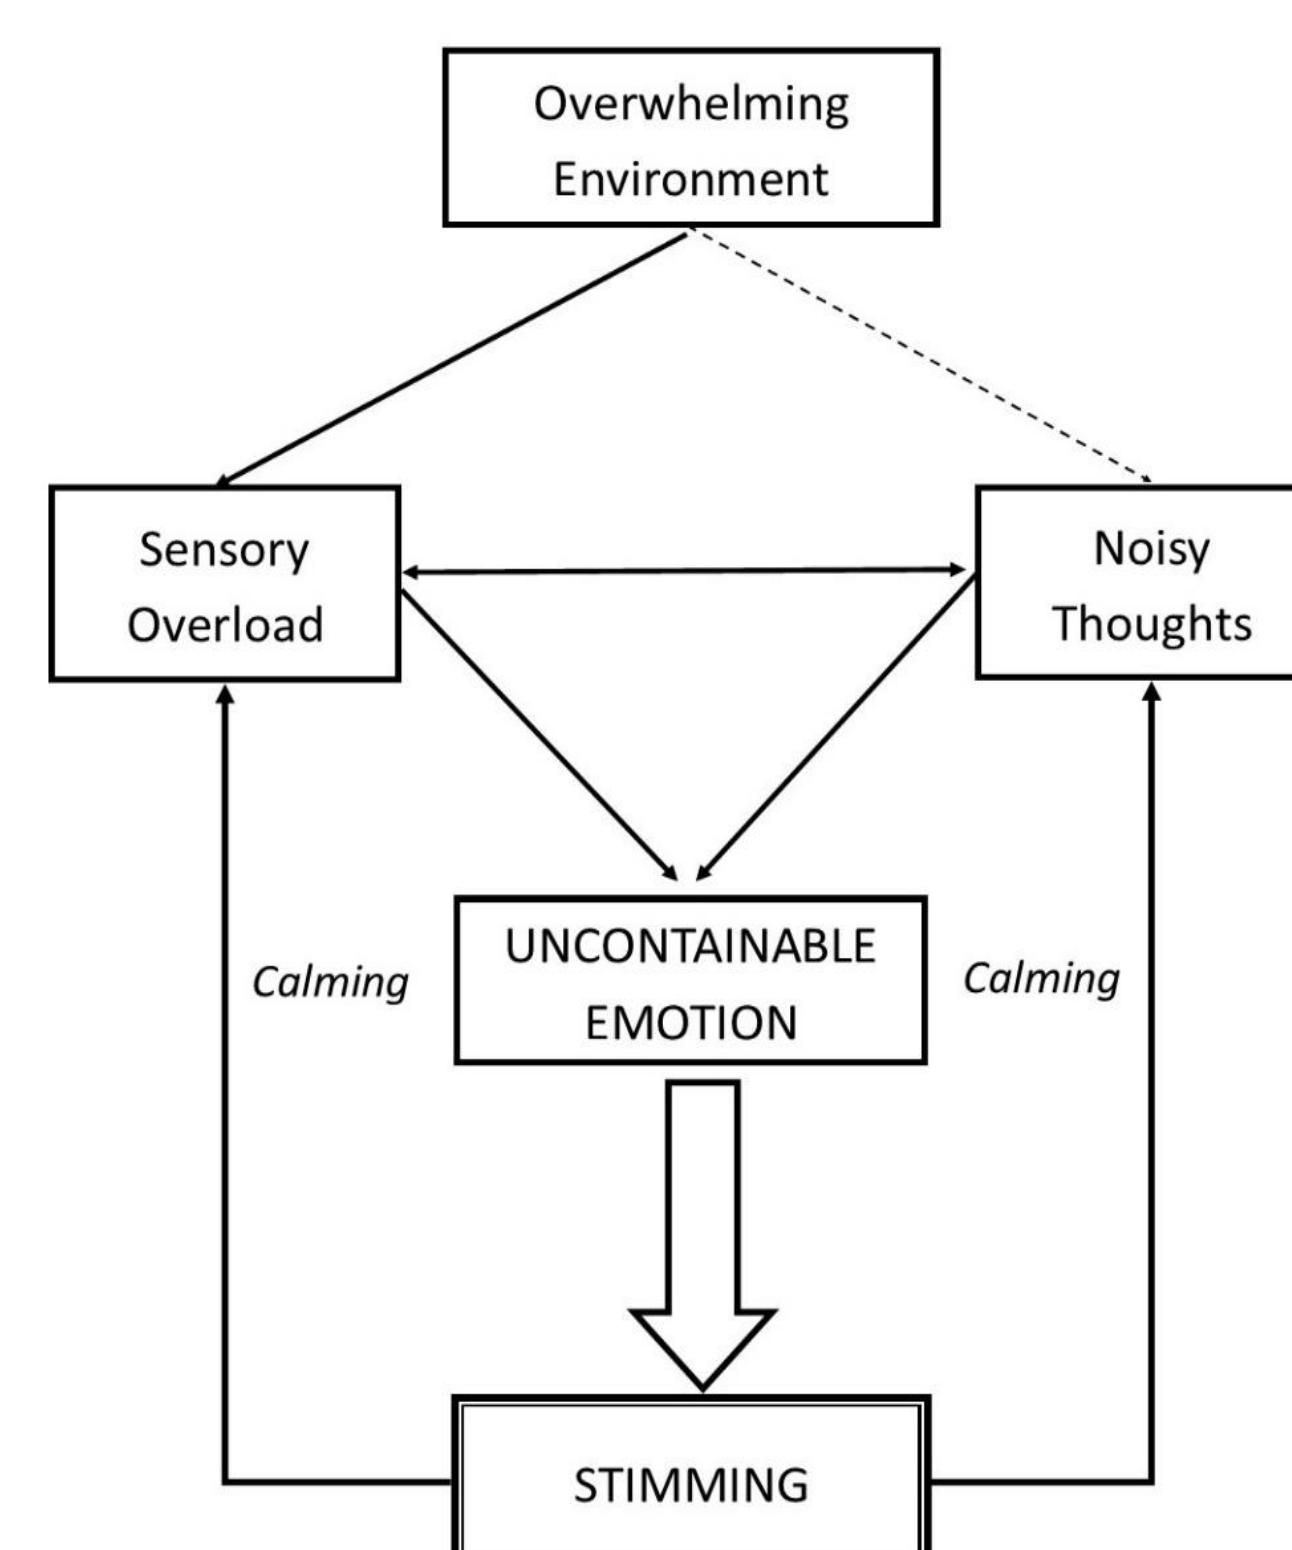 Overwhelming
Environment
Sensory
Overload
Noisy
Thoughts
UNCONTAINABLE
EMOTION
Calming
Calming
STIMMING